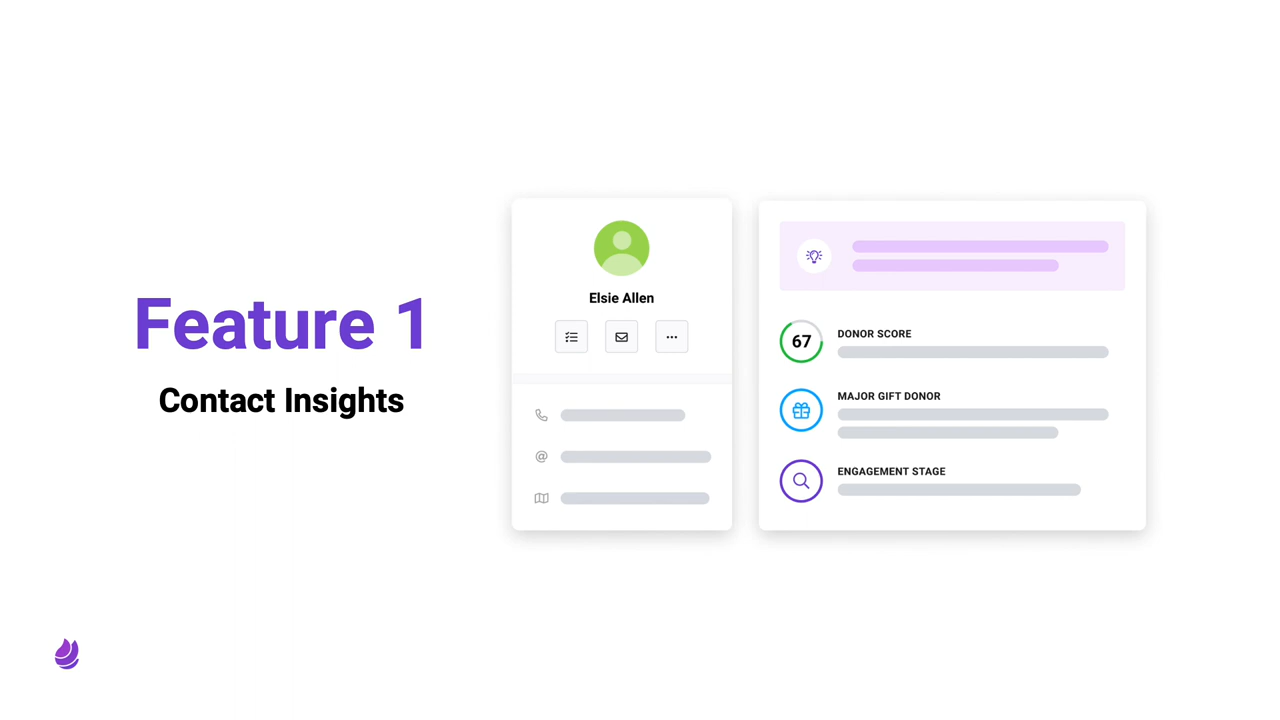 Feature 1
Contact Insights
Elsie Allen
@
67
DONOR SCORE
MAJOR GIFT DONOR
ENGAGEMENT STAGE